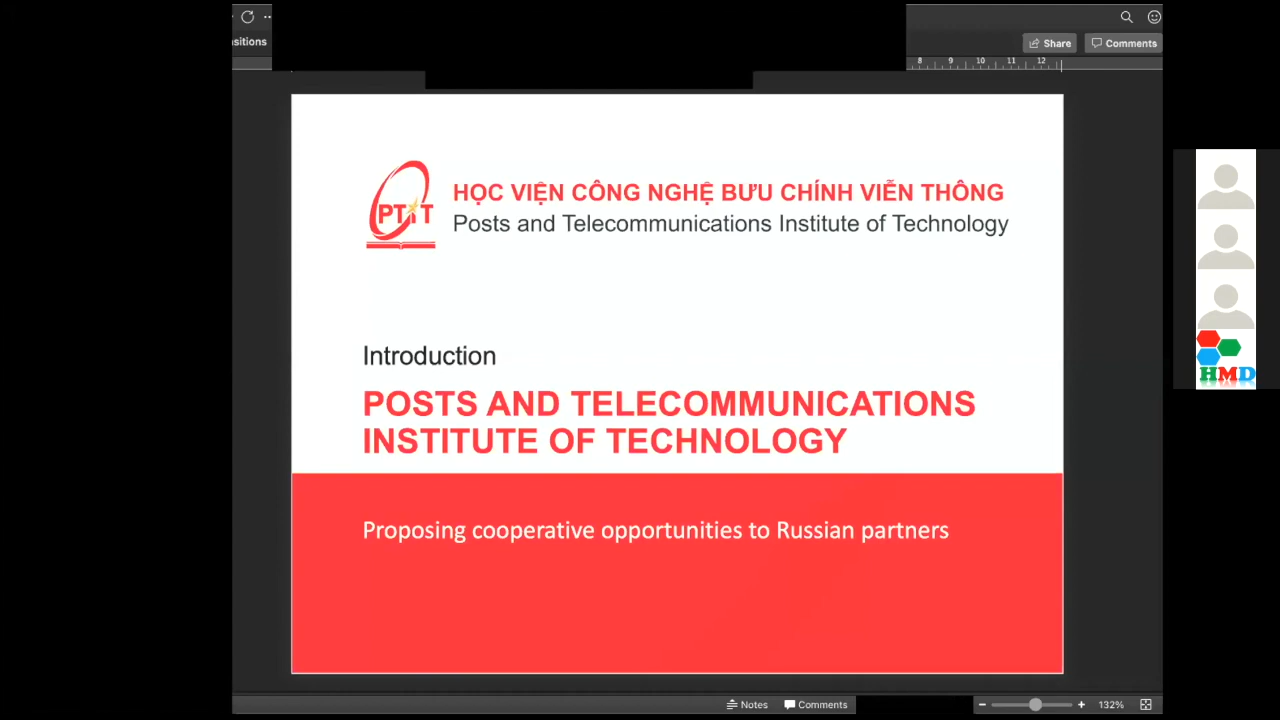 sitions
Share
Comments
8 9 10 11 12
PTIT
HỌC VIỆN CÔNG NGHỆ BƯU CHÍNH VIỄN THÔNG
Posts and Telecommunications Institute of Technology
Introduction
POSTS AND TELECOMMUNICATIONS
INSTITUTE OF TECHNOLOGY
Proposing cooperative opportunities to Russian partners
HMD
Notes
Comments
132%